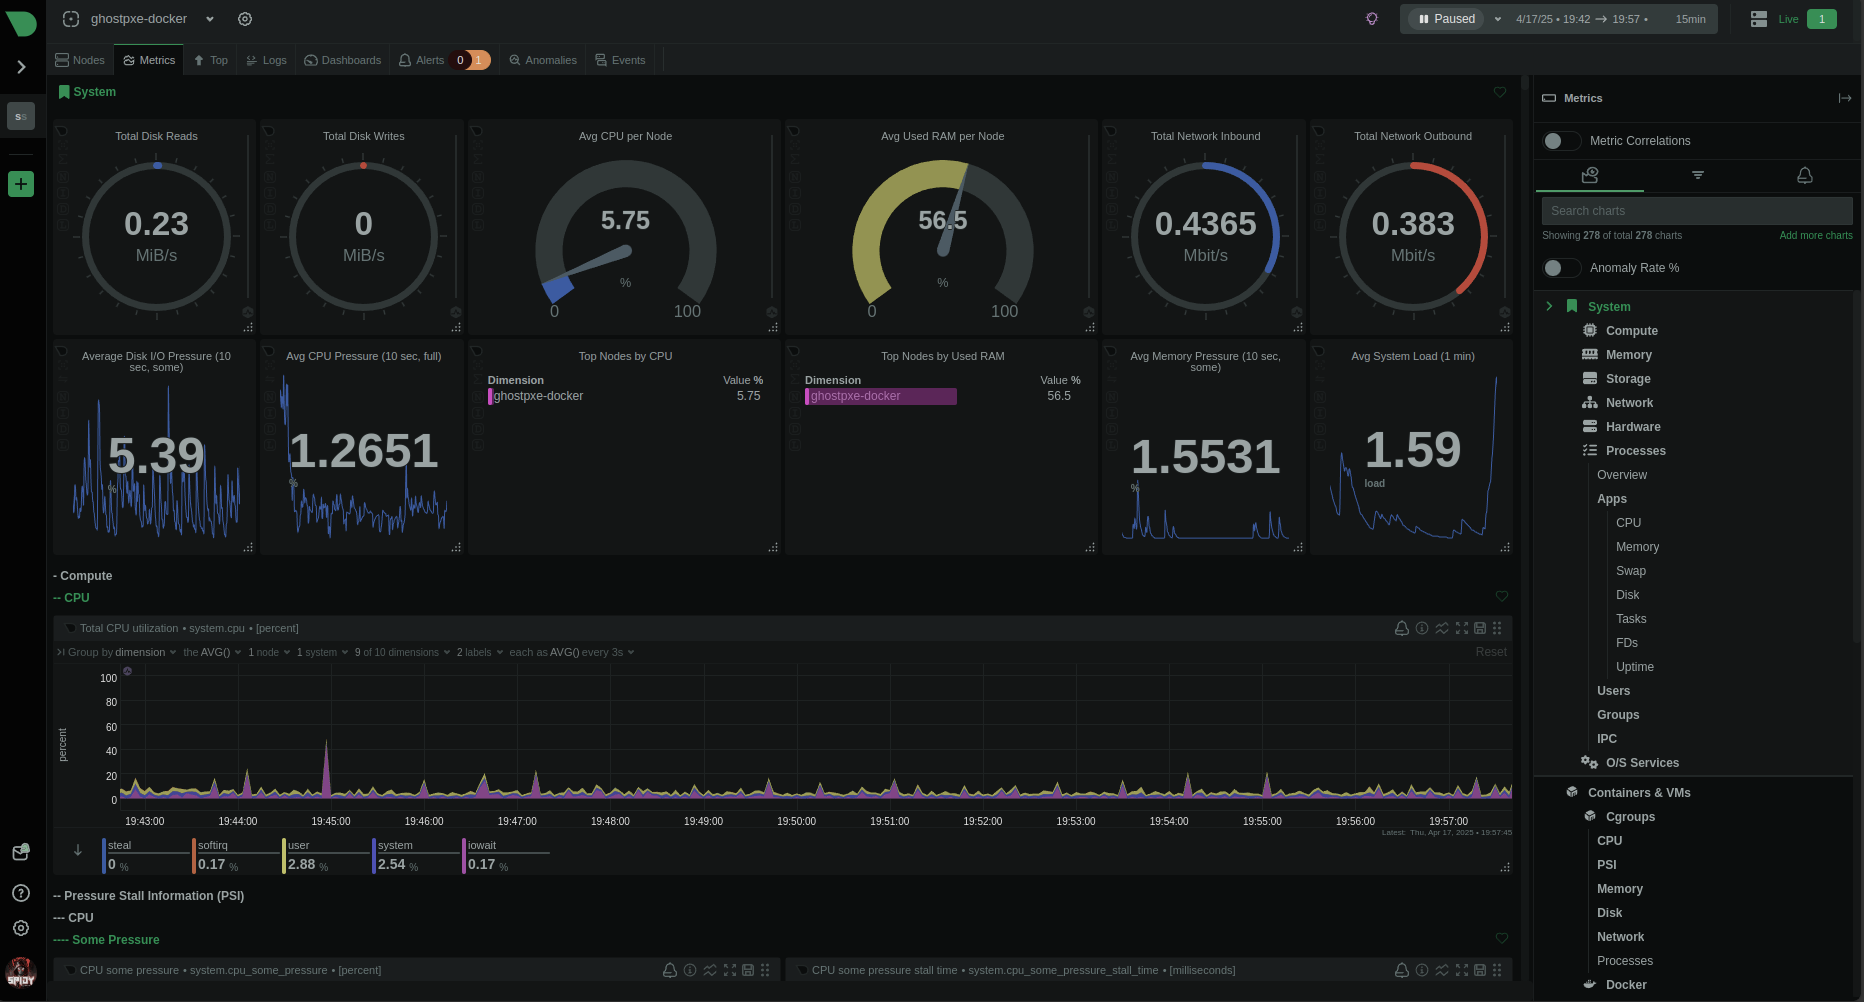 ghostpxe-docker
Paused
4/17/25 • 19:42 → 19:57 • 15min
Live 1
Nodes
Metrics
Top
Logs
Dashboards
Alerts 0 1
Anomalies
Events
ss
System
Total Disk Reads
0.23
MiB/s
Total Disk Writes
0
MiB/s
Avg CPU per Node
5.75
%
0 100
Avg Used RAM per Node
56.5
%
0 100
Total Network Inbound
0.4365
Mbit/s
Total Network Outbound
0.383
Mbit/s
Average Disk I/O Pressure (10
sec, some)
5.39
%
Avg CPU Pressure (10 sec, full)
1.2651
%
Top Nodes by CPU
Dimension Value %
ghostpxe-docker 5.75
Top Nodes by Used RAM
Dimension Value %
ghostpxe-docker 56.5
Avg Memory Pressure (10 sec,
some)
1.5531
%
Avg System Load (1 min)
1.59
load
- Compute
-- CPU
Total CPU utilization • system.cpu • [percent]
Group by dimension the AVG() 1 node 1 system 9 of 10 dimensions 2 labels each as AVG() every 3s Reset
percent
100
80
60
40
20
0
19:43:00 19:44:00 19:45:00 19:46:00 19:47:00 19:48:00 19:49:00 19:50:00 19:51:00 19:52:00 19:53:00 19:54:00 19:55:00 19:56:00 19:57:00
Latest: Thu, Apr 17, 2025 • 19:57:45
steal softirq user system iowait
0 % 0.17 % 2.88 % 2.54 % 0.17 %
-- Pressure Stall Information (PSI)
--- CPU
---- Some Pressure
CPU some pressure • system.cpu_some_pressure • [percent]
CPU some pressure stall time • system.cpu_some_pressure_stall_time • [milliseconds]
Metrics
Metric Correlations
Search charts
Showing 278 of total 278 charts Add more charts
Anomaly Rate %
System
Compute
Memory
Storage
Network
Hardware
Processes
Overview
Apps
CPU
Memory
Swap
Disk
Tasks
FDs
Uptime
Users
Groups
IPC
O/S Services
Containers & VMs
Cgroups
CPU
PSI
Memory
Disk
Network
Processes
Docker
SPIDY